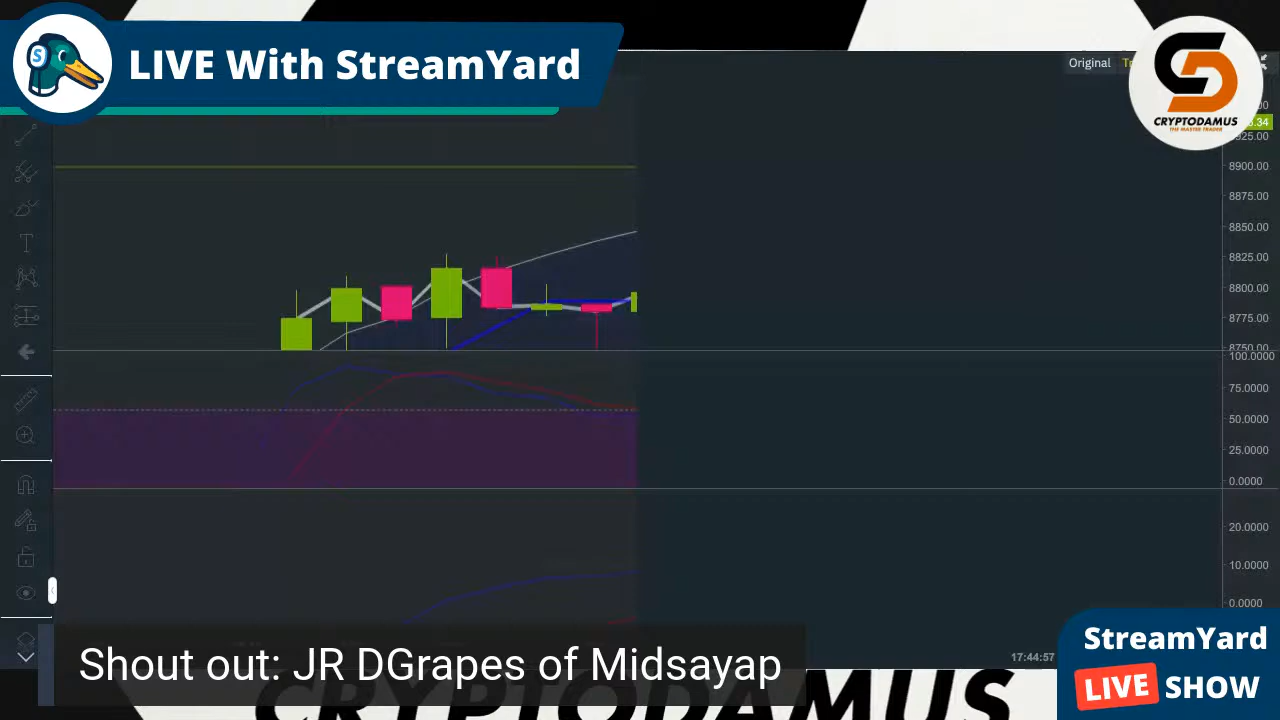 LIVE With StreamYard
S
Original
CRYPTODAMUS
THE MASTER TRADER
8925.00
8900.00
8875.00
8850.00
8825.00
8800.00
8775.00
8750.00
100.0000
75.0000
50.0000
25.0000
0.0000
20.0000
10.0000
0.0000
17:44:57
Shout out: JR DGrapes of Midsayap
StreamYard
LIVE SHOW
CRYPTODAMUS